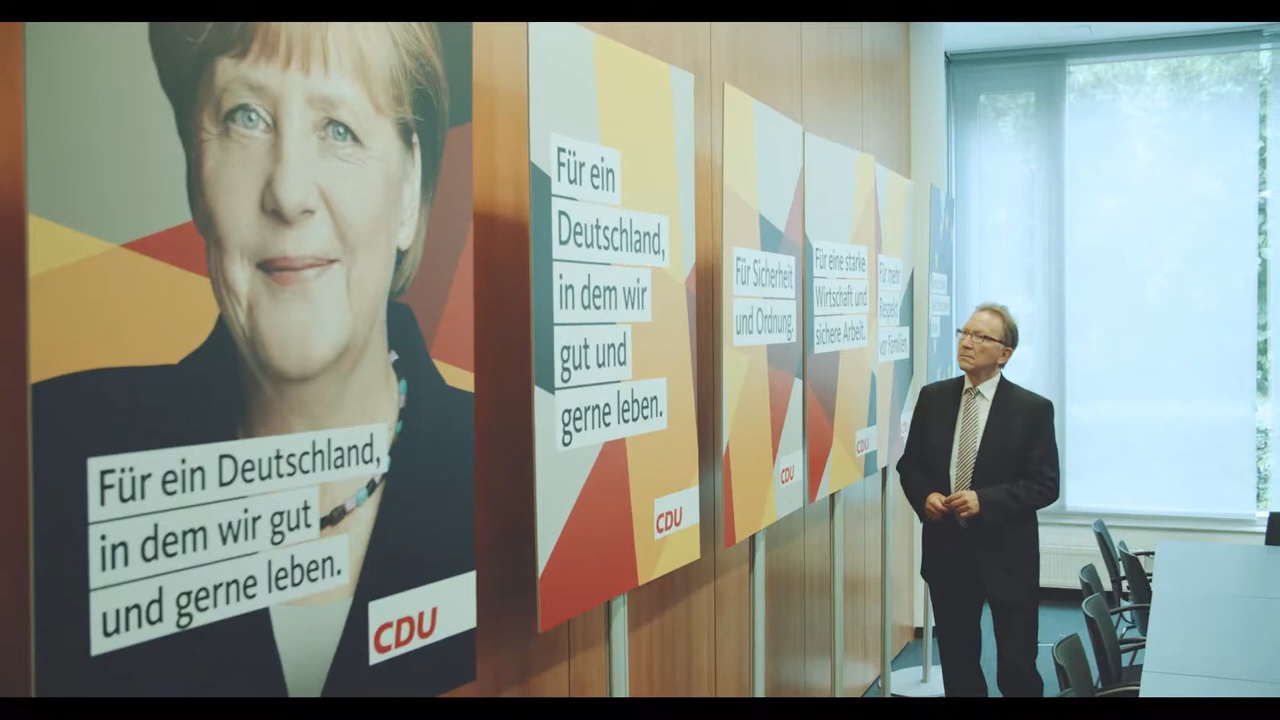 Für ein Deutschland,
in dem wir gut
und gerne leben.
CDU
Für ein
Deutschland,
in dem wir
gut und
gerne leben.
CDU
Für Sicherheit
und Ordnung.
CDU
Für eine starke
Wirtschaft und
sichere Arbeit.
CDU
Für mehr
Respekt
vor Familien.